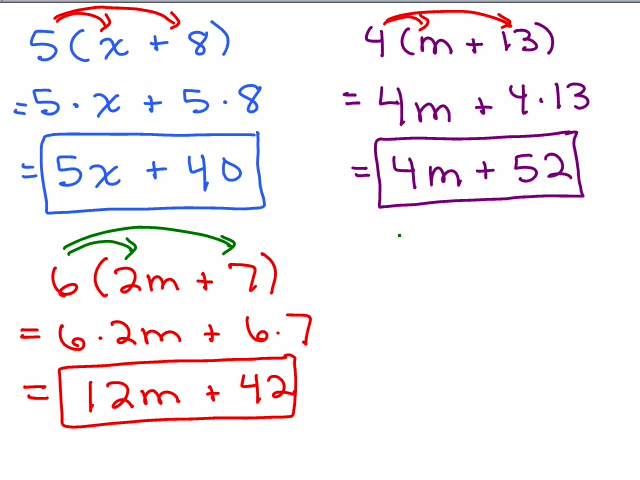 5(x + 8)
= 5 · x + 5 · 8
= 5x + 40
4(m + 13)
= 4m + 4 · 13
= 4m + 52
6(2m + 7)
= 6 · 2m + 6 · 7
= 12m + 42